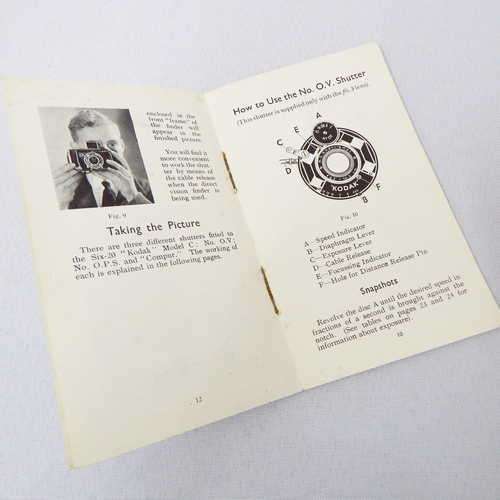 enclosed in the
front "frame" of
the finder will
appear in the
finished picture.
You will find it
more convenient
to work the shut-
ter by means of
the cable release
when the direct
vision finder is
being used.
Fig. 9
Taking the Picture
There are three different shutters fitted to
the Six-20 "Kodak" Model C; No. O.V;
No. O.P.S. and "Compur." The working of
each is explained in the following pages.
12
How to Use the No. O.V. Shutter
(This shutter is supplied only with the f6.3 lens).
C E A
D
KODAK
B F
Fig. 10
A—Speed Indicator
B—Diaphragm Lever
C—Exposure Lever
D—Cable Release
E—Focussing Indicator
F—Hole for Distance Release Pin
Snapshots
Revolve the disc A until the desired speed in
fractions of a second is brought against the
notch. (See tables on pages 23 and 24 for
information about exposure)